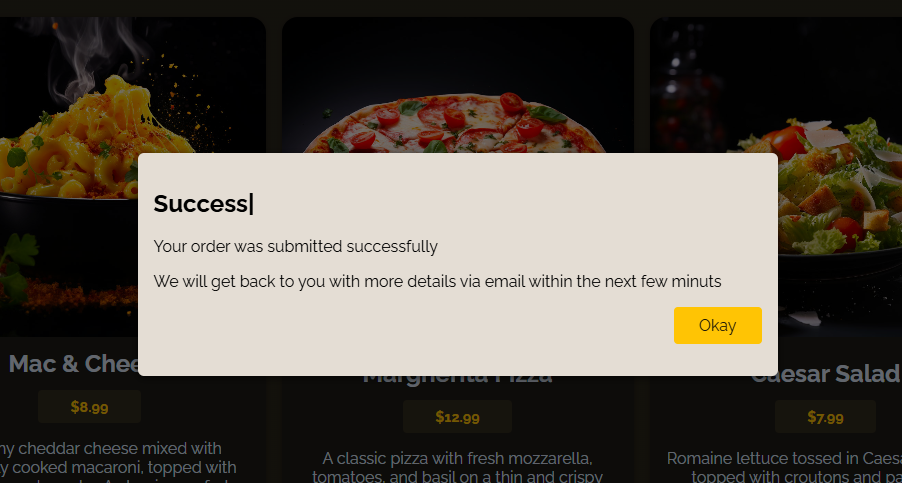 Success|
Your order was submitted successfully
We will get back to you with more details via email within the next few minuts
Okay
Mac & Chee
Margherita Pizza
Caesar Salad
$8.99
$12.99
$7.99
my cheddar cheese mixed with
y cooked macaroni, topped with
A classic pizza with fresh mozzarella,
tomatoes, and basil on a thin and crispy
Romaine lettuce tossed in Caesa
topped with croutons and pa